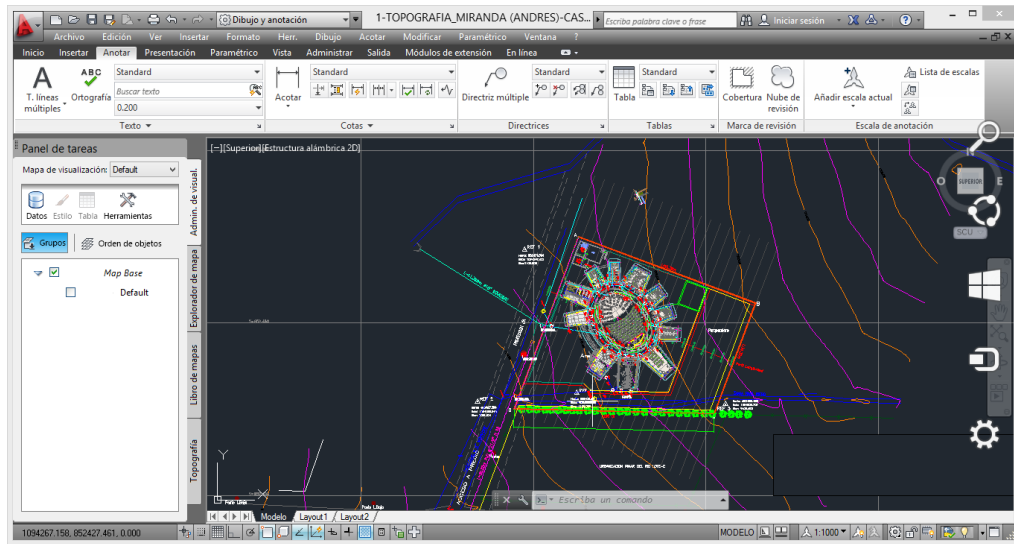 Dibujo y anotación
1-TOPOGRAFIA_MIRANDA (ANDRES)-CAS...
Escriba palabra clave o frase
Iniciar sesión
Archivo Edición Ver Insertar Formato Herr. Dibujo Acotar Modificar Paramétrico Ventana ?
Inicio Insertar Anotar Presentación Paramétrico Vista Administrar Salida Módulos de extensión En línea
A ABC Standard Standard Standard Standard Lista de escalas
T. líneas múltiples Ortografía Buscar texto Acotar Directriz múltiple Tabla Cobertura Nube de revisión Añadir escala actual
0.200
Texto Cotas Directrices Tablas Marca de revisión Escala de anotación
Panel de tareas
[−][Superior][Estructura alámbrica 2D]
Mapa de visualización: Default
Datos Estilo Tabla Herramientas
Grupos Orden de objetos
Map Base
Default
Admin. de visual.
Explorador de mapa
Libro de mapas
Topografía
O SUPERIOR E
SCU
A
B
Y
X
Escriba un comando
Modelo Layout1 Layout2
1094267.158, 852427.461, 0.000
MODELO
1:1000